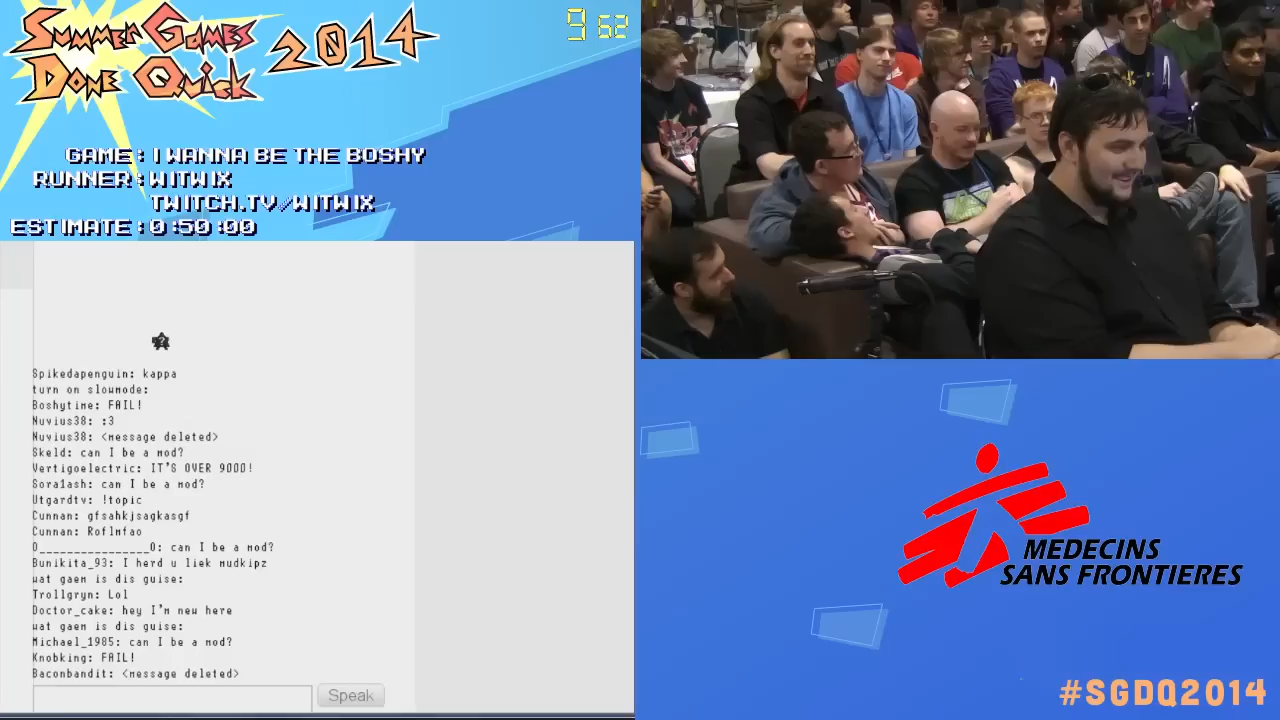 SUMMER GAMES
DONE QUICK
2014
9 62
GAME: I WANNA BE THE BOSHY
RUNNER: WITWIX
TWITCH.TV/WITWIX
ESTIMATE: 0:50:00
?
Spikedapenguin: kappa
turn on slowmode:
Boshytime: FAIL!
Nuvius38: :3
Nuvius38: <message deleted>
Skeld: can I be a mod?
Vertigoelectric: IT'S OVER 9000!
Sora1ash: can I be a mod?
Utgardtv: !topic
Cunnan: gfsahkjsagkasgf
Cunnan: Roflmfao
O________________O: can I be a mod?
Bunikita_93: I herd u liek mudkipz
wat gaem is dis guise:
Trollgryn: Lol
Doctor_cake: hey I'm new here
wat gaem is dis guise:
Michael_1985: can I be a mod?
Knobking: FAIL!
Baconbandit: <message deleted>
Speak
MEDECINS
SANS FRONTIERES
#SGDQ2014